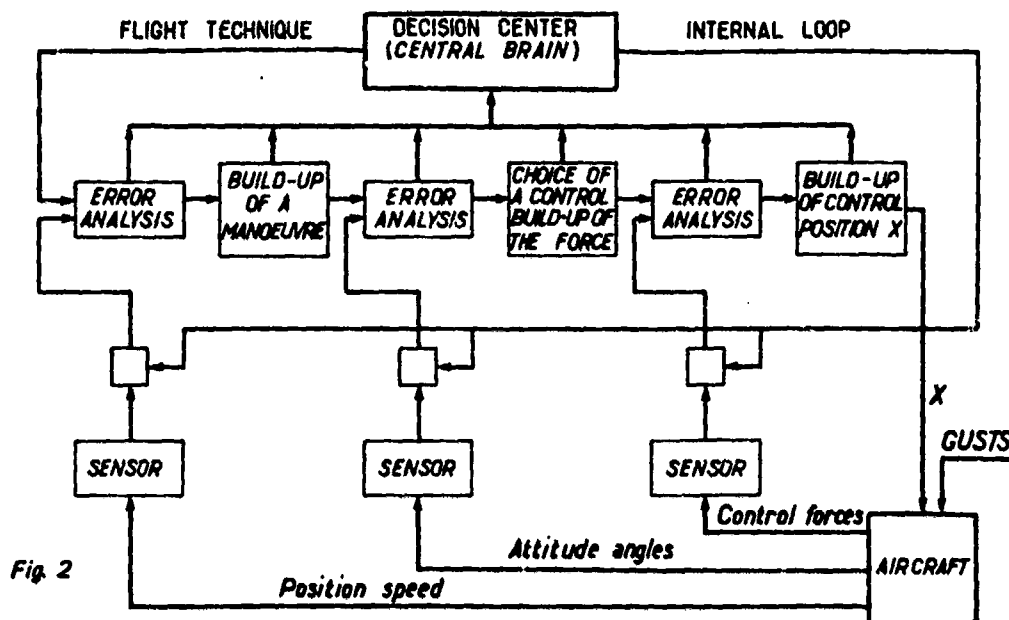 FLIGHT TECHNIQUE
DECISION CENTER
(CENTRAL BRAIN)
INTERNAL LOOP
ERROR
ANALYSIS
BUILD-UP
OF A
MANOEUVRE
ERROR
ANALYSIS
CHOICE OF
A CONTROL
BUILD-UP OF
THE FORCE
ERROR
ANALYSIS
BUILD-UP
OF CONTROL
POSITION X
X
GUSTS
SENSOR
SENSOR
SENSOR
Control forces
Attitude angles
AIRCRAFT
Fig. 2
Position speed